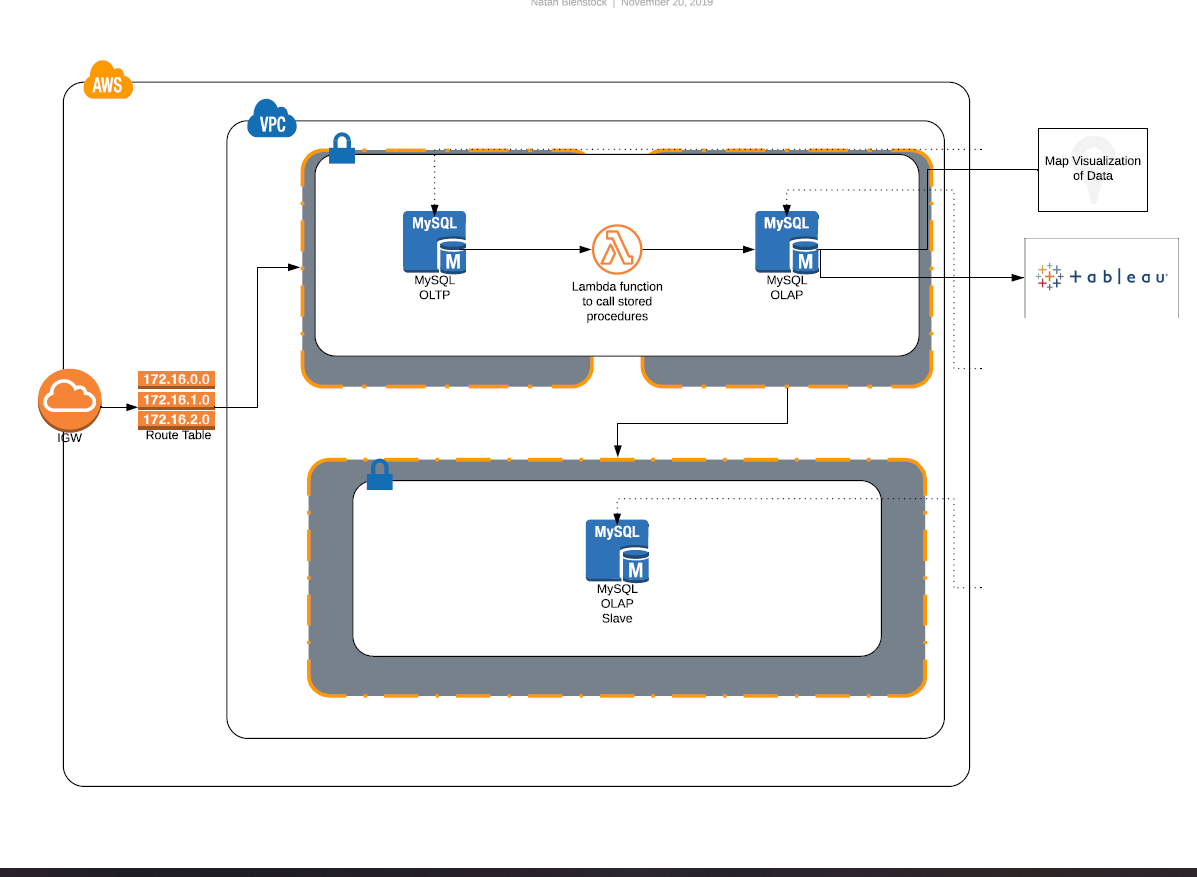 Natan Bienstock | November 20, 2019
AWS
VPC
Map Visualization
of Data
MySQL
M
MySQL
OLTP
Lambda function
to call stored
procedures
MySQL
M
MySQL
OLAP
+ableau
172.16.0.0
172.16.1.0
172.16.2.0
Route Table
IGW
MySQL
M
MySQL
OLAP
Slave